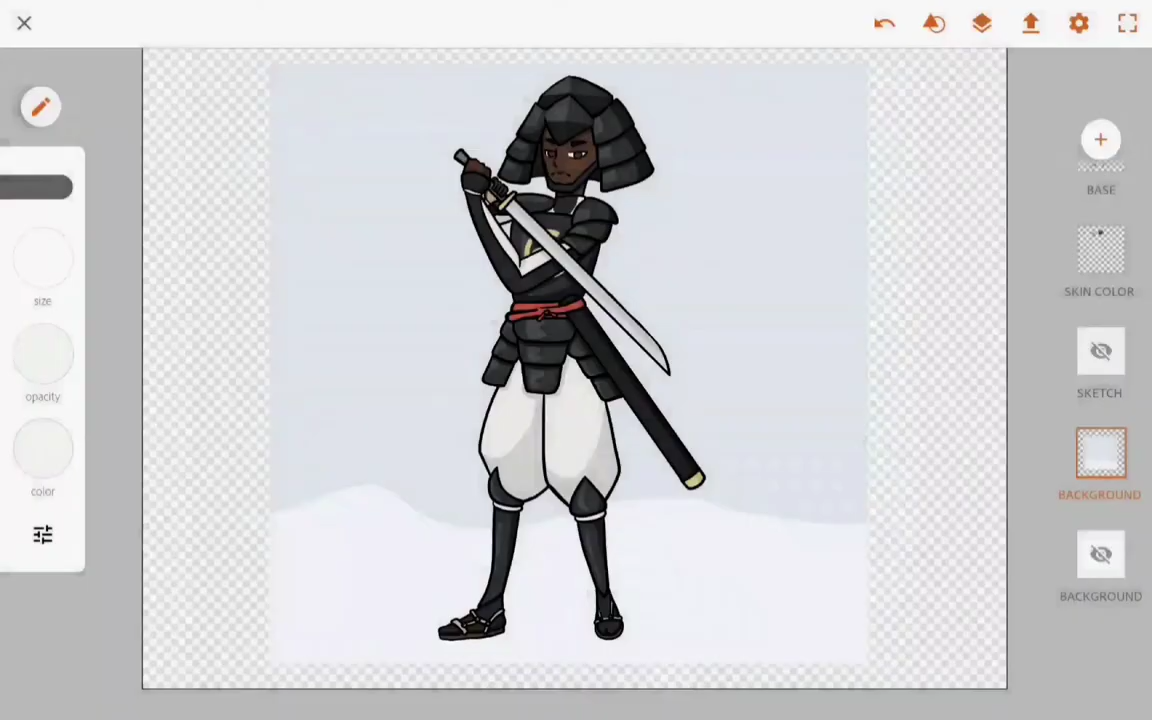 size
opacity
color
BASE
SKIN COLOR
SKETCH
BACKGROUND
BACKGROUND